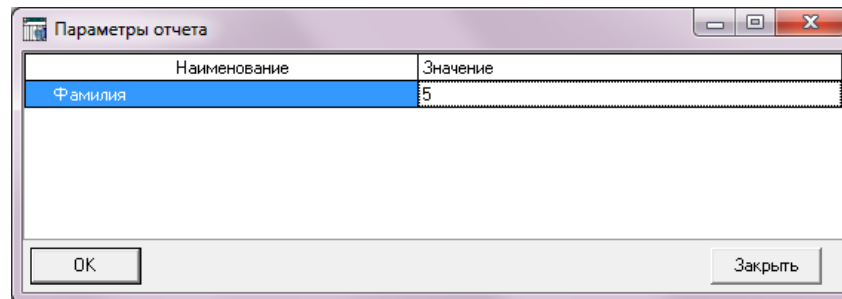 Параметры отчета
Наименование Значение
Фамилия 5
OK Закрыть